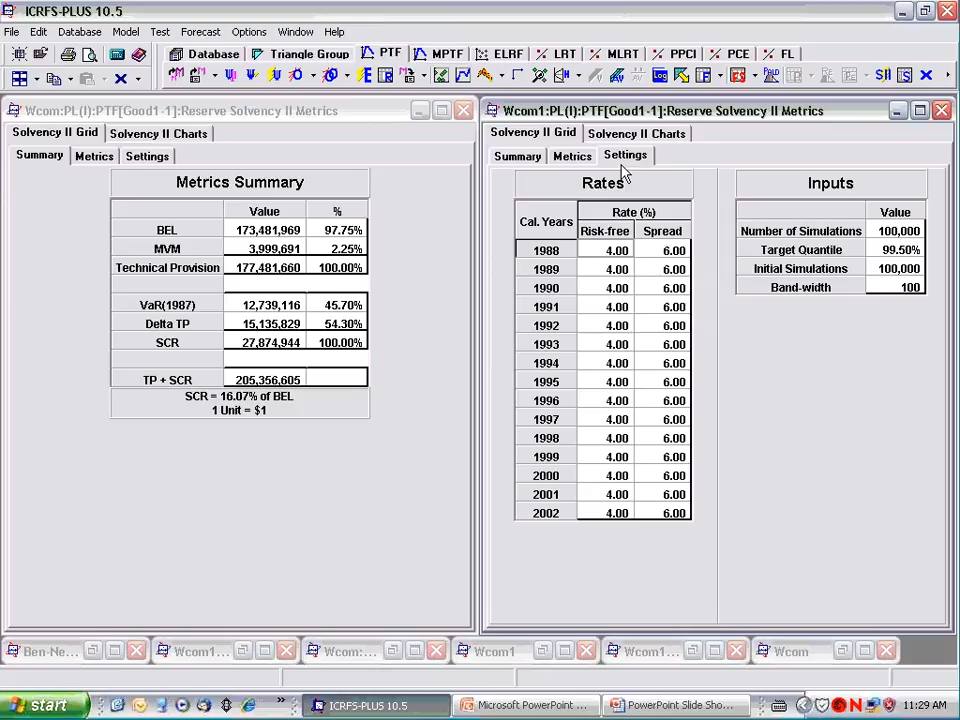 ICRFS-PLUS 10.5
File Edit Database Model Test Forecast Options Window Help
Database Triangle Group PTF MPTF ELRF LRT MLRT PPCI PCE FL
Wcom:PL(I):PTF[Good1-1]:Reserve Solvency II Metrics
Solvency II Grid Solvency II Charts
Summary Metrics Settings
Metrics Summary
Value %
BEL 173,481,969 97.75%
MVM 3,999,691 2.25%
Technical Provision 177,481,660 100.00%
VaR(1987) 12,739,116 45.70%
Delta TP 15,135,829 54.30%
SCR 27,874,944 100.00%
TP + SCR 205,356,605
SCR = 16.07% of BEL
1 Unit = $1
Wcom1:PL(I):PTF[Good1-1]:Reserve Solvency II Metrics
Solvency II Grid Solvency II Charts
Summary Metrics Settings
Rates
Cal. Years Rate (%)
Risk-free Spread
1988 4.00 6.00
1989 4.00 6.00
1990 4.00 6.00
1991 4.00 6.00
1992 4.00 6.00
1993 4.00 6.00
1994 4.00 6.00
1995 4.00 6.00
1996 4.00 6.00
1997 4.00 6.00
1998 4.00 6.00
1999 4.00 6.00
2000 4.00 6.00
2001 4.00 6.00
2002 4.00 6.00
Inputs
Value
Number of Simulations 100,000
Target Quantile 99.50%
Initial Simulations 100,000
Band-width 100
Ben-Ne... Wcom1... Wcom:... Wcom1 Wcom1... Wcom
start ICRFS-PLUS 10.5 Microsoft PowerPoint ... PowerPoint Slide Sho... 11:29 AM